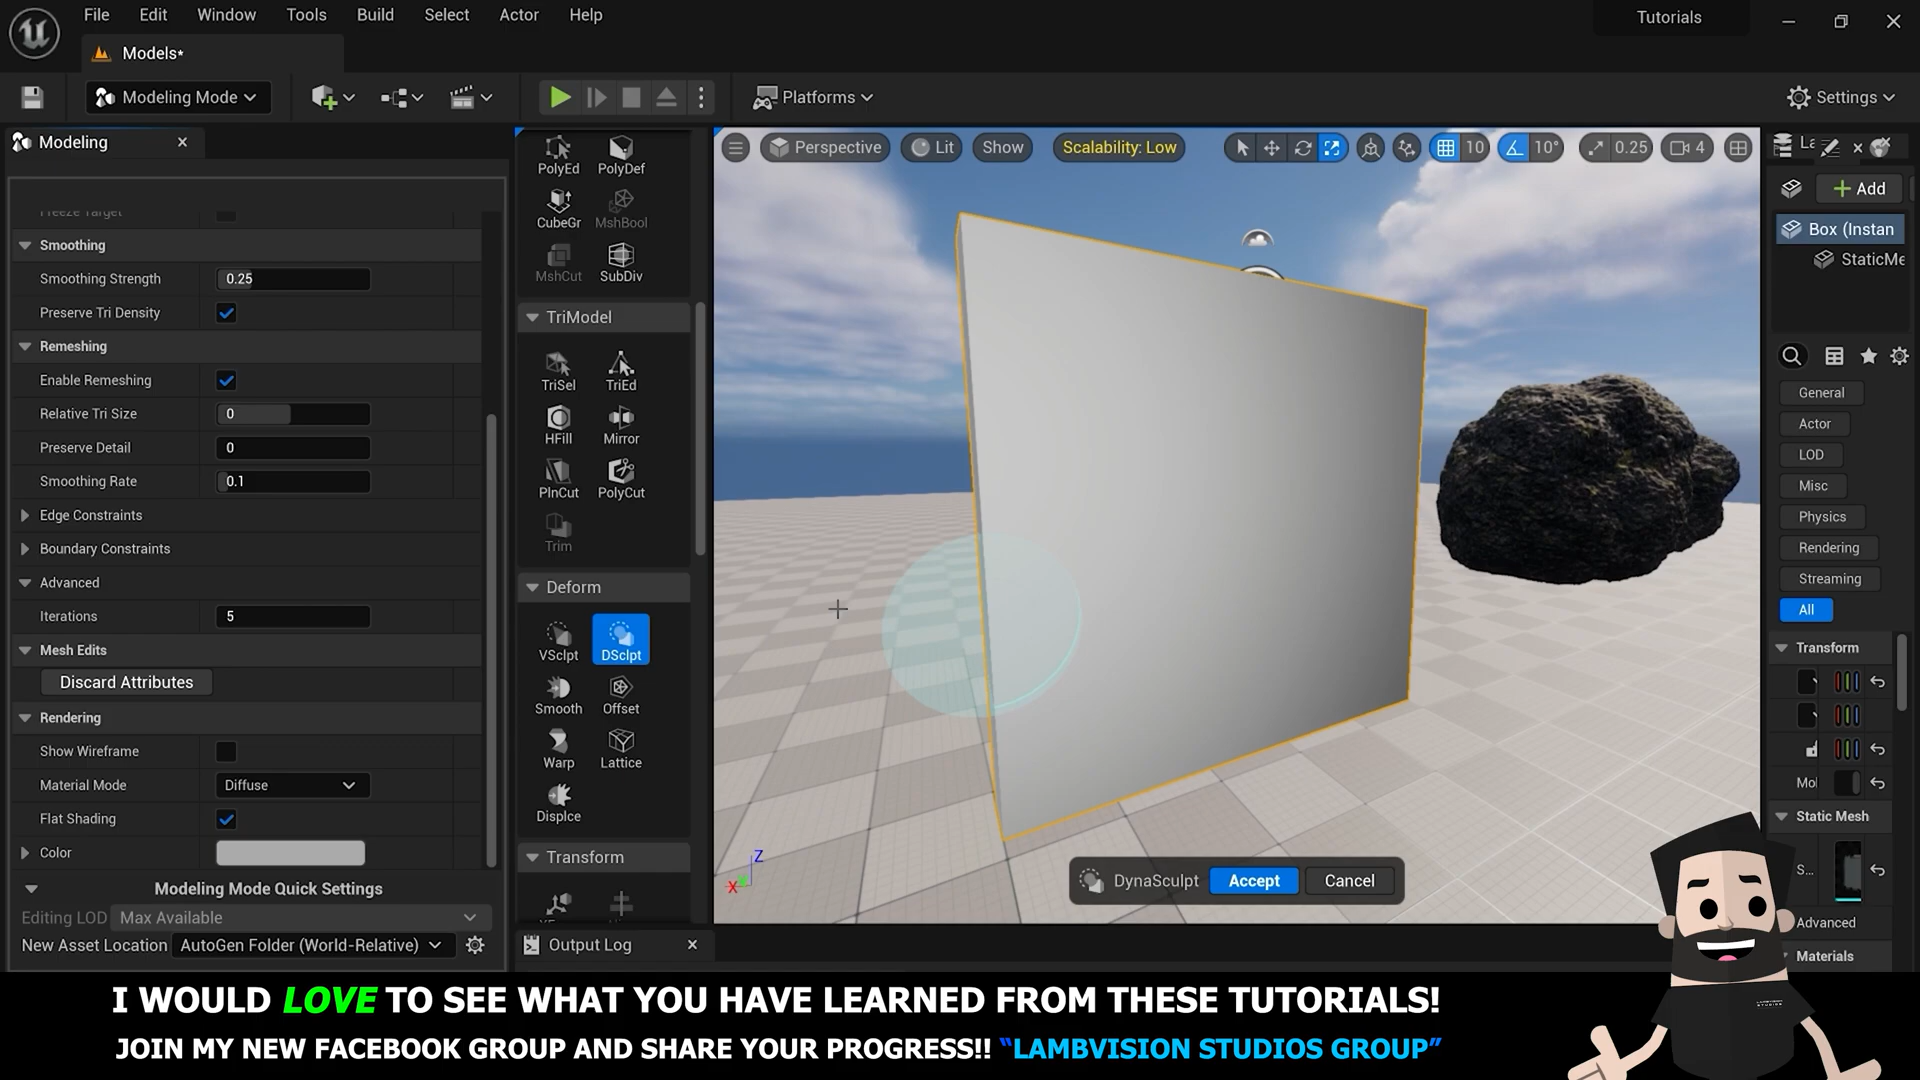 File Edit Window Tools Build Select Actor Help
Tutorials
Models*
Modeling Mode
Platforms
Settings
Modeling
Freeze Target
Smoothing
Smoothing Strength 0.25
Preserve Tri Density
Remeshing
Enable Remeshing
Relative Tri Size 0
Preserve Detail 0
Smoothing Rate 0.1
Edge Constraints
Boundary Constraints
Advanced
Iterations 5
Mesh Edits
Discard Attributes
Rendering
Show Wireframe
Material Mode Diffuse
Flat Shading
Color
Modeling Mode Quick Settings
Editing LOD Max Available
New Asset Location AutoGen Folder (World-Relative)
PolyEd PolyDef
CubeGr MshBool
MshCut SubDiv
TriModel
TriSel TriEd
HFill Mirror
PlnCut PolyCut
Trim
Deform
VSclpt DSclpt
Smooth Offset
Warp Lattice
Displce
Transform
Output Log
Perspective Lit Show Scalability: Low 10 10° 0.25 4
Z
X
DynaSculpt Accept Cancel
Add
Box (Instan
StaticMe
General
Actor
LOD
Misc
Physics
Rendering
Streaming
All
Transform
Mol
Static Mesh
S...
Advanced
Materials
I WOULD LOVE TO SEE WHAT YOU HAVE LEARNED FROM THESE TUTORIALS!
JOIN MY NEW FACEBOOK GROUP AND SHARE YOUR PROGRESS!! "LAMBVISION STUDIOS GROUP"